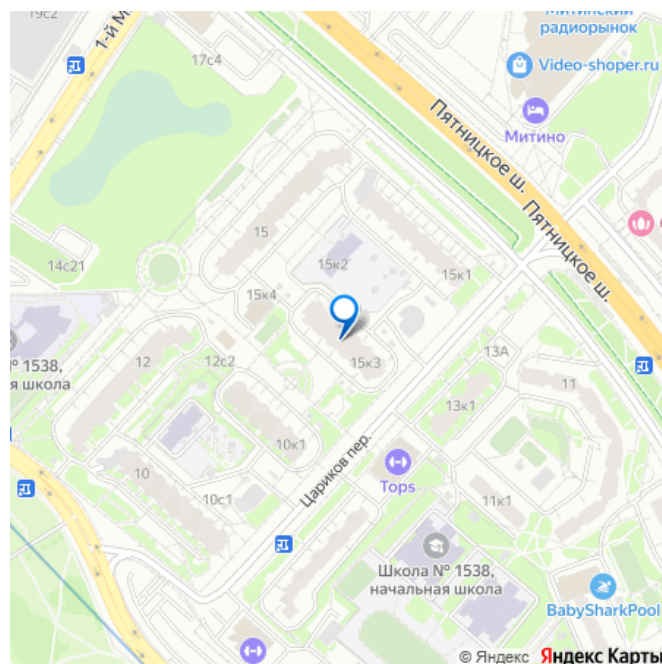 19с2
1-й М
17с4
Митинский
радиорынок
Video-shoper.ru
Митино
Пятницкое ш.
Пятницкое ш.
15
15к2
15к1
14с21
15к4
№ 1538,
ая школа
12
12с2
15к3
13А
11
13к1
10к1
10
10с1
Цариков пер.
Tops
11к1
Школа № 1538,
начальная школа
BabySharkPool
© Яндекс Яндекс Карты